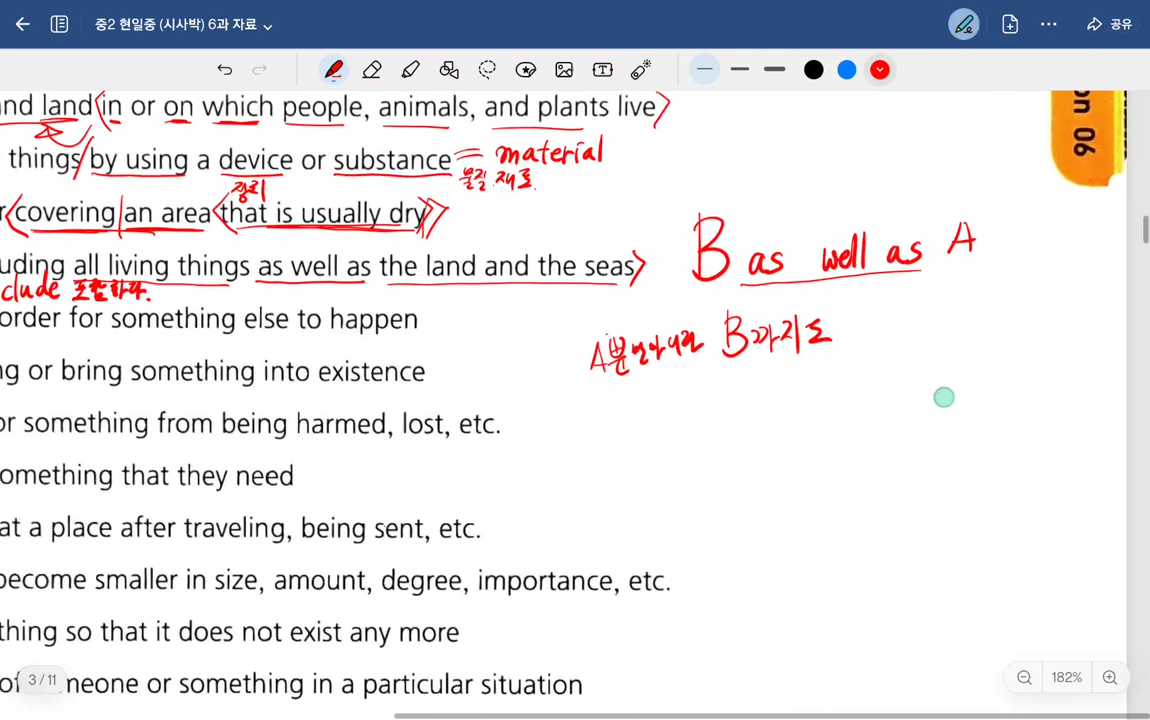 중2 현일중 (시사박) 6과 자료
공유
and land (in or on which people, animals, and plants live)
on 06
things / by using a device or substance = material
장치
물질 재료
(covering an area (that is usually dry))
uding all living things as well as the land and the seas)
clude 포함하다.
B as well as A
A뿐만아니라 B까지도
order for something else to happen
ng or bring something into existence
or something from being harmed, lost, etc.
omething that they need
at a place after traveling, being sent, etc.
become smaller in size, amount, degree, importance, etc.
thing so that it does not exist any more
of someone or something in a particular situation
3 / 11
182%